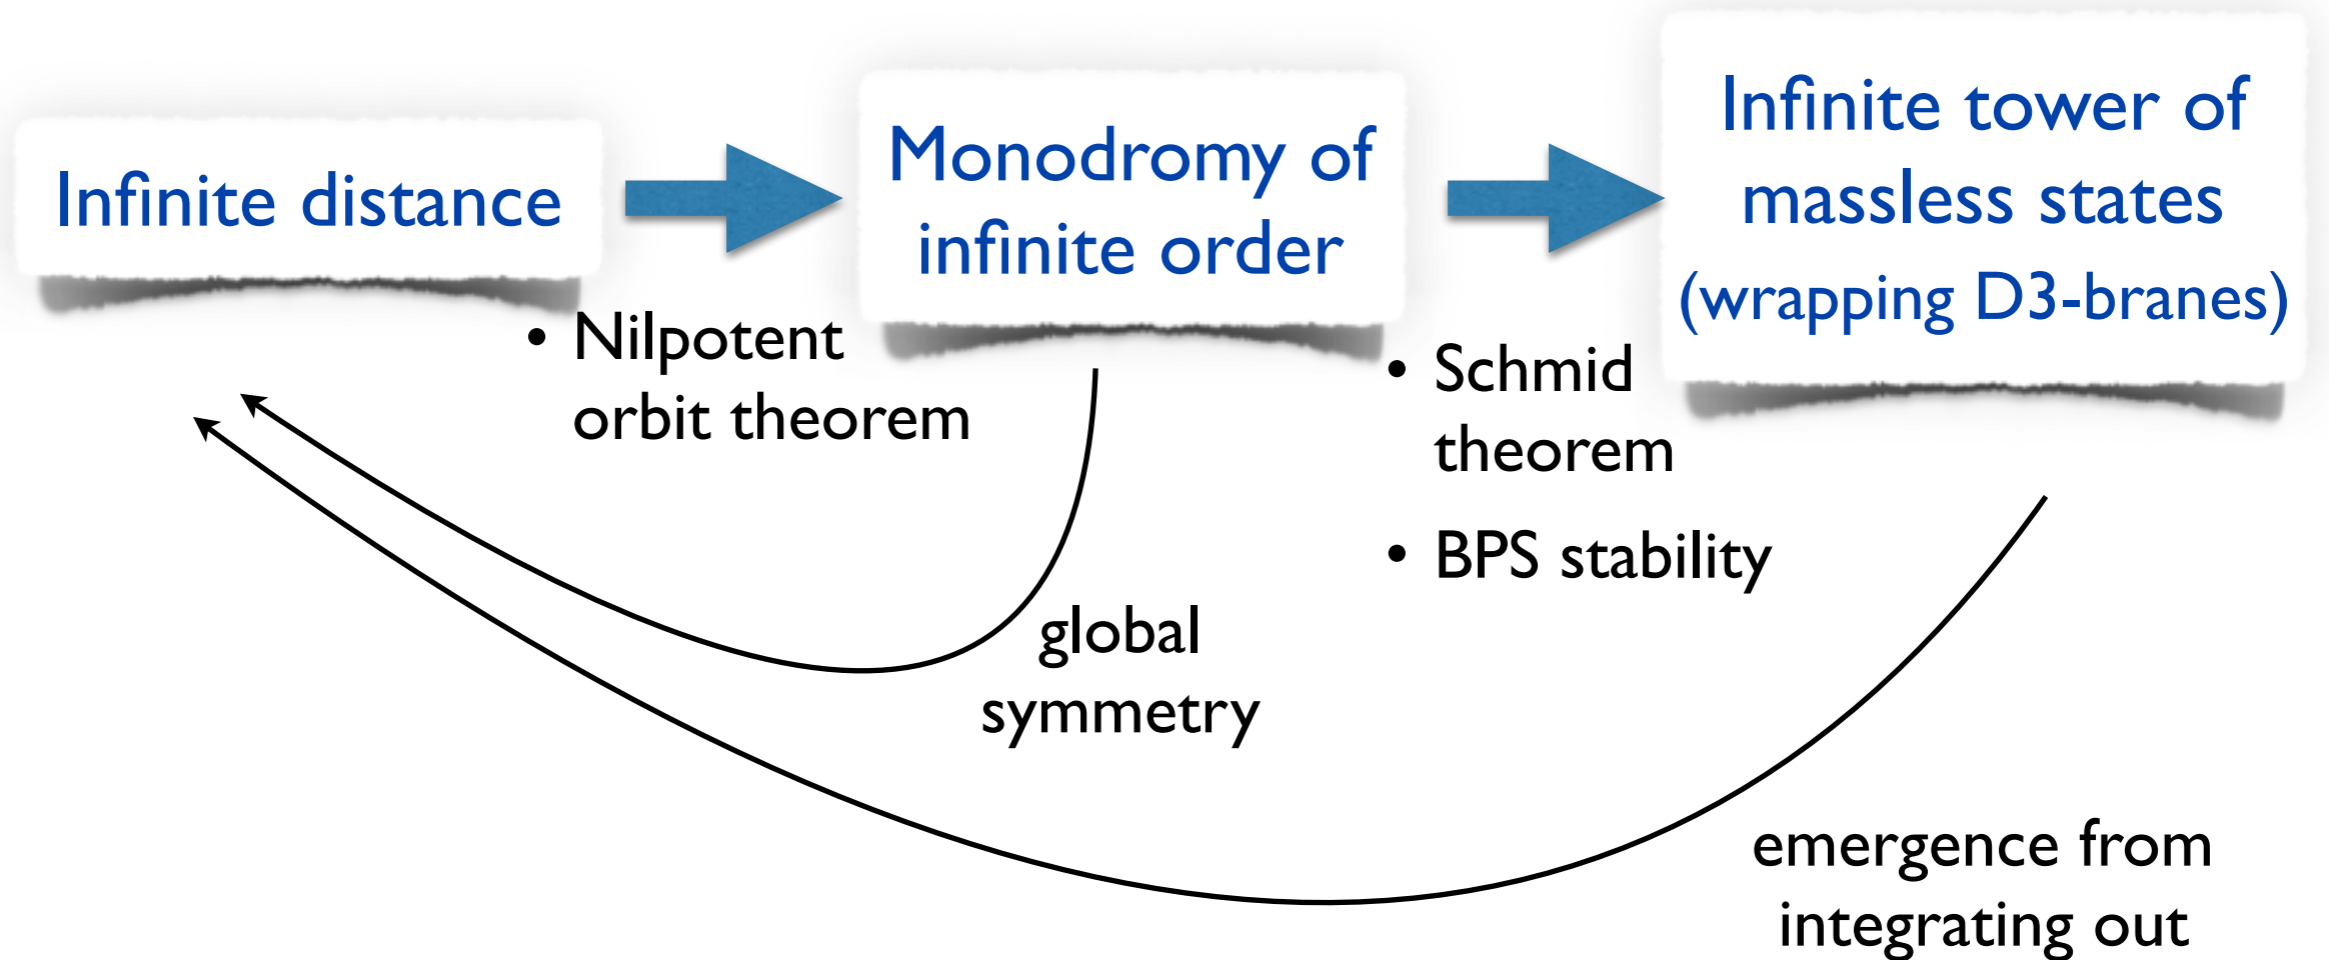 Infinite distance
Monodromy of
infinite order
Infinite tower of
massless states
(wrapping D3-branes)
• Nilpotent
orbit theorem
• Schmid
theorem
• BPS stability
global
symmetry
emergence from
integrating out